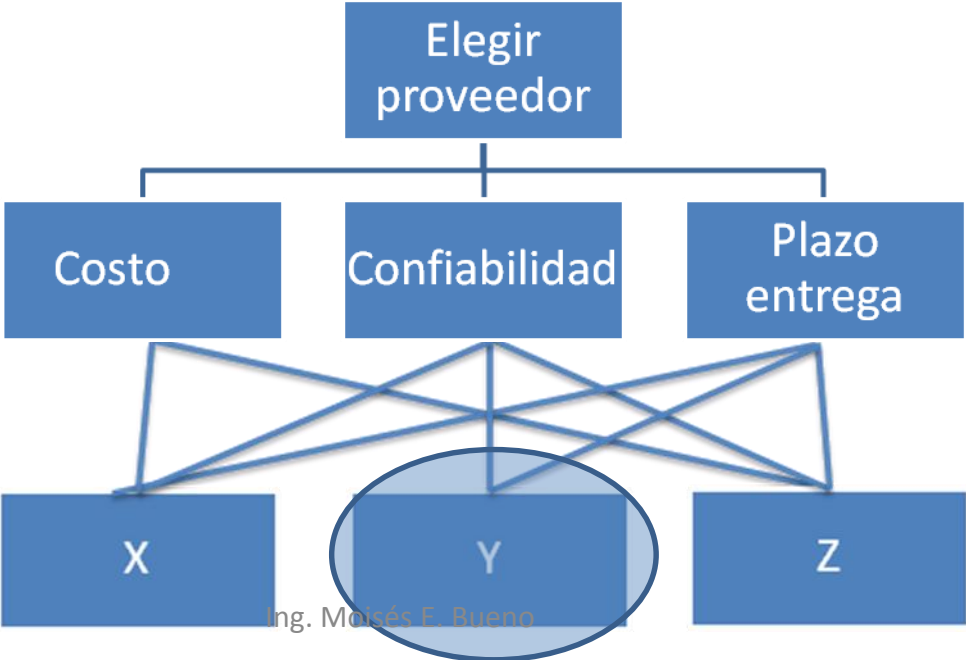 Elegir
proveedor
Costo
Confiabilidad
Plazo
entrega
X
Y
Z
Ing. Moisés E. Bueno